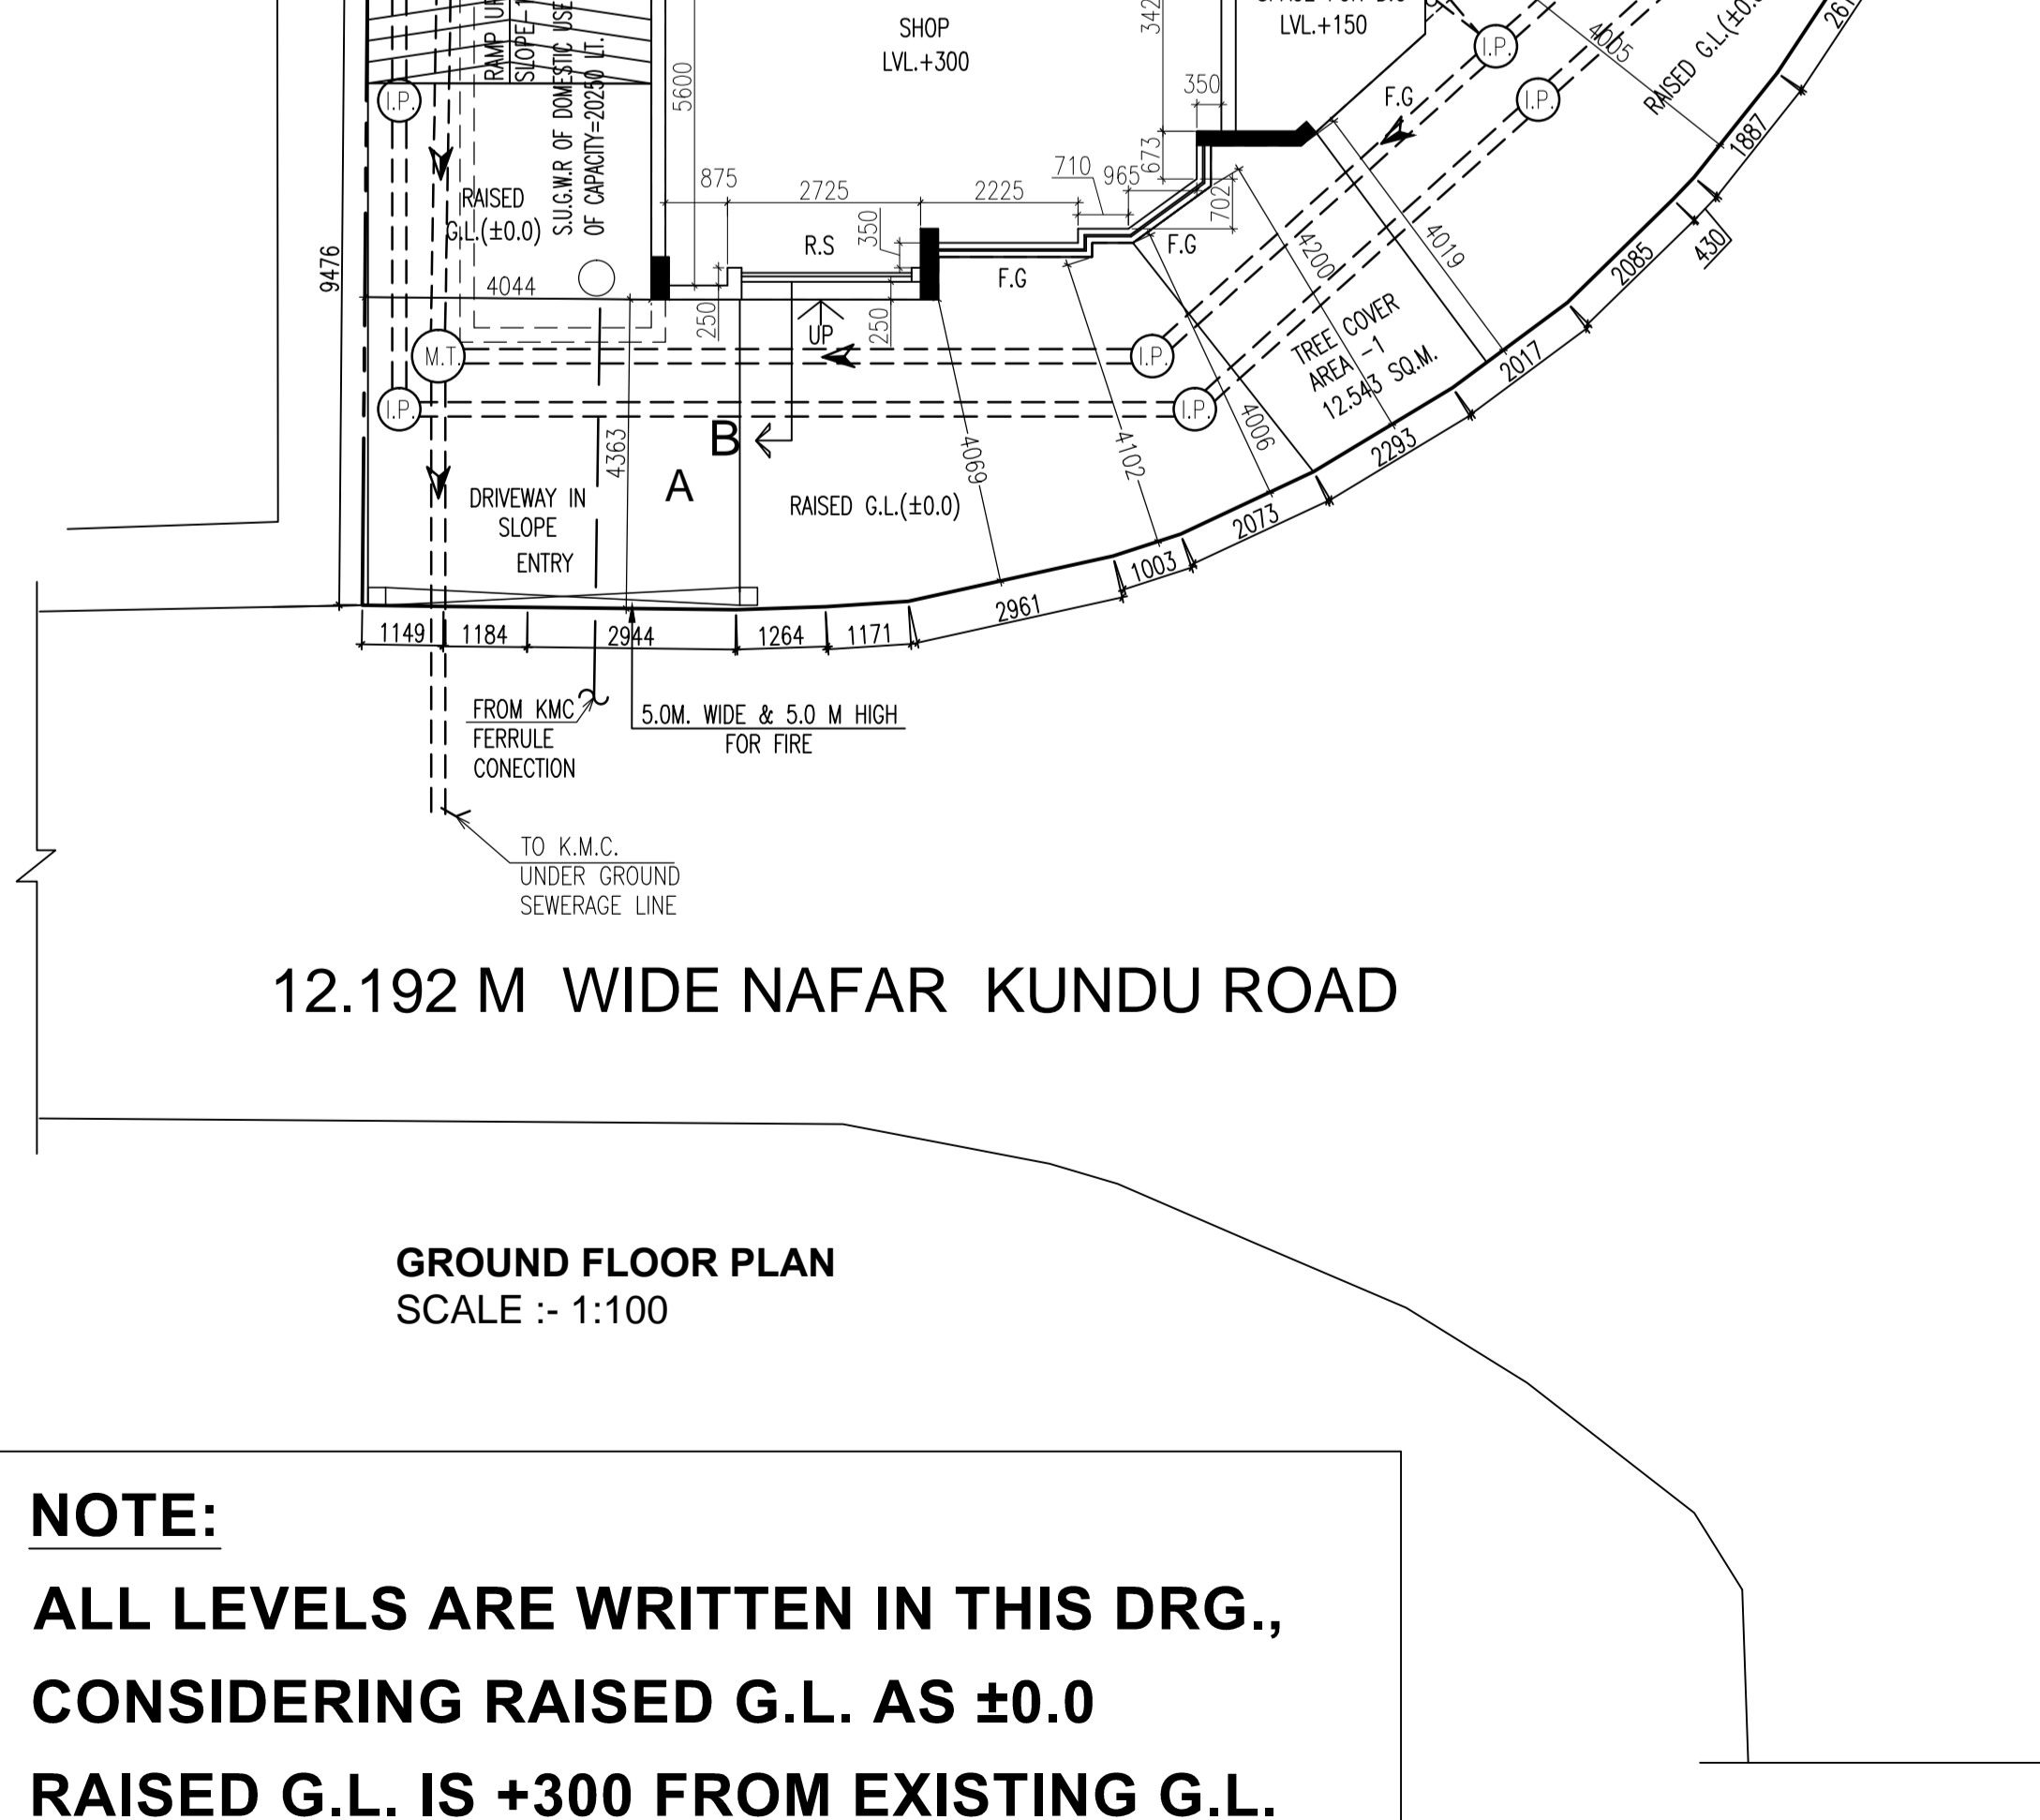 SHOP
LVL.+300
LVL.+150
RAMP UP
SLOPE-1
S.U.G.W.R OF DOMESTIC USE
OF CAPACITY=20250 LT.
5600
342
350
673
I.P.
I.P.
I.P.
F.G
4005
RAISED G.L.(±0.0
261
1887
RAISED
G.L.(±0.0)
875
2725
2225
710
965
702
350
R.S
F.G
F.G
4200
4019
2085
430
9476
4044
250
250
UP
M.T.
I.P.
I.P.
I.P.
TREE COVER
AREA -1
12.543 SQ.M.
2017
4363
B
A
4069
4102
4006
2293
DRIVEWAY IN
SLOPE
ENTRY
RAISED G.L.(±0.0)
2073
1003
2961
1149
1184
2944
1264
1171
FROM KMC
FERRULE
CONECTION
5.0M. WIDE & 5.0 M HIGH
FOR FIRE
TO K.M.C.
UNDER GROUND
SEWERAGE LINE
12.192 M WIDE NAFAR KUNDU ROAD
GROUND FLOOR PLAN
SCALE :- 1:100
NOTE:
ALL LEVELS ARE WRITTEN IN THIS DRG.,
CONSIDERING RAISED G.L. AS ±0.0
RAISED G.L. IS +300 FROM EXISTING G.L.